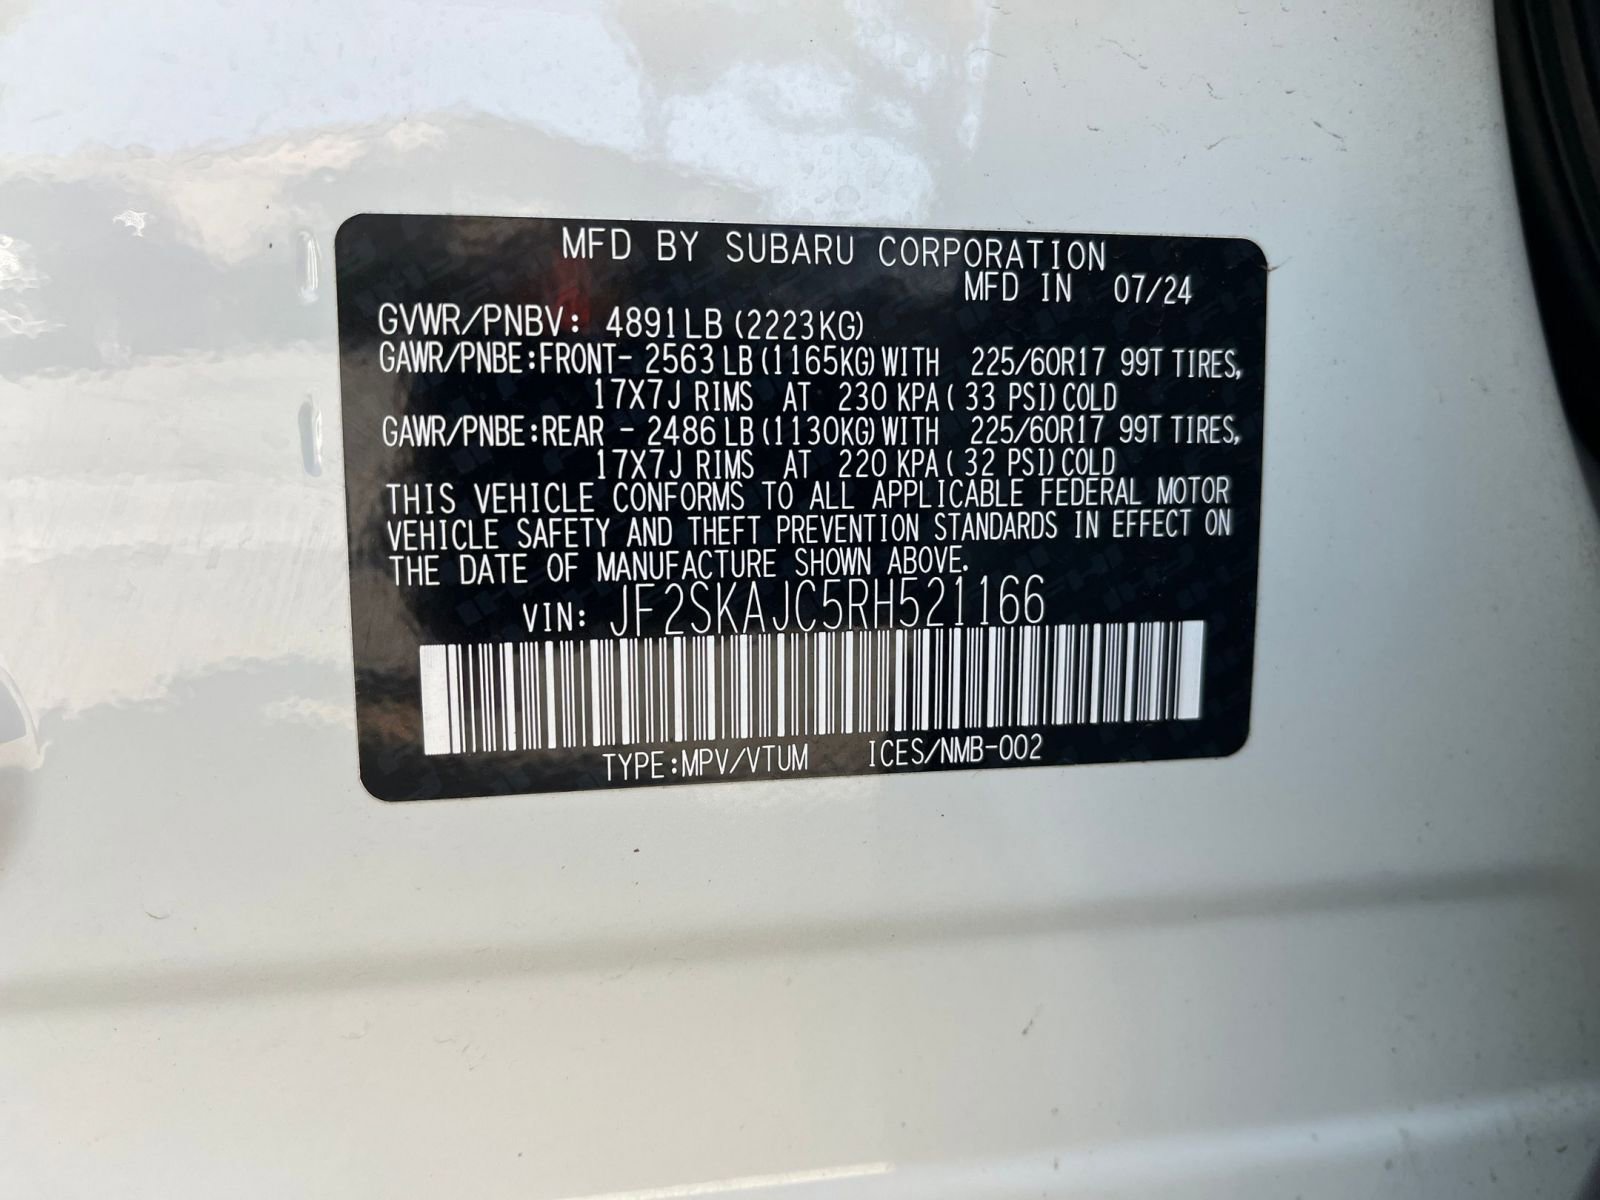 MFD BY SUBARU CORPORATION
MFD IN 07/24
GVWR/PNBV: 4891LB (2223KG)
GAWR/PNBE:FRONT- 2563 LB (1165KG) WITH 225/60R17 99T TIRES,
17X7J RIMS AT 230 KPA ( 33 PSI) COLD
GAWR/PNBE:REAR - 2486 LB (1130KG) WITH 225/60R17 99T TIRES,
17X7J RIMS AT 220 KPA ( 32 PSI) COLD
THIS VEHICLE CONFORMS TO ALL APPLICABLE FEDERAL MOTOR
VEHICLE SAFETY AND THEFT PREVENTION STANDARDS IN EFFECT ON
THE DATE OF MANUFACTURE SHOWN ABOVE.
VIN: JF2SKAJC5RH521166
TYPE:MPV/VTUM ICES/NMB-002